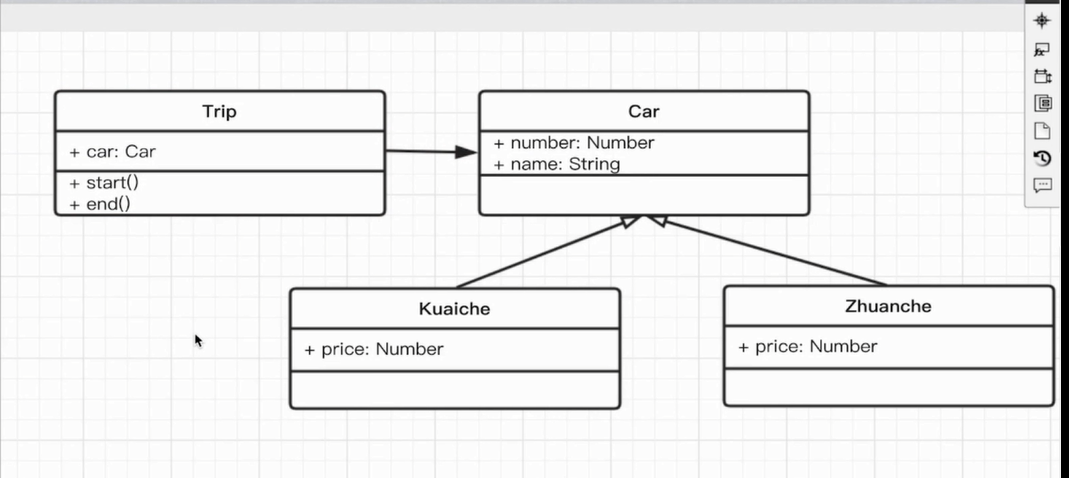 Trip
+ car: Car
+ start()
+ end()
Car
+ number: Number
+ name: String
Kuaiche
+ price: Number
Zhuanche
+ price: Number